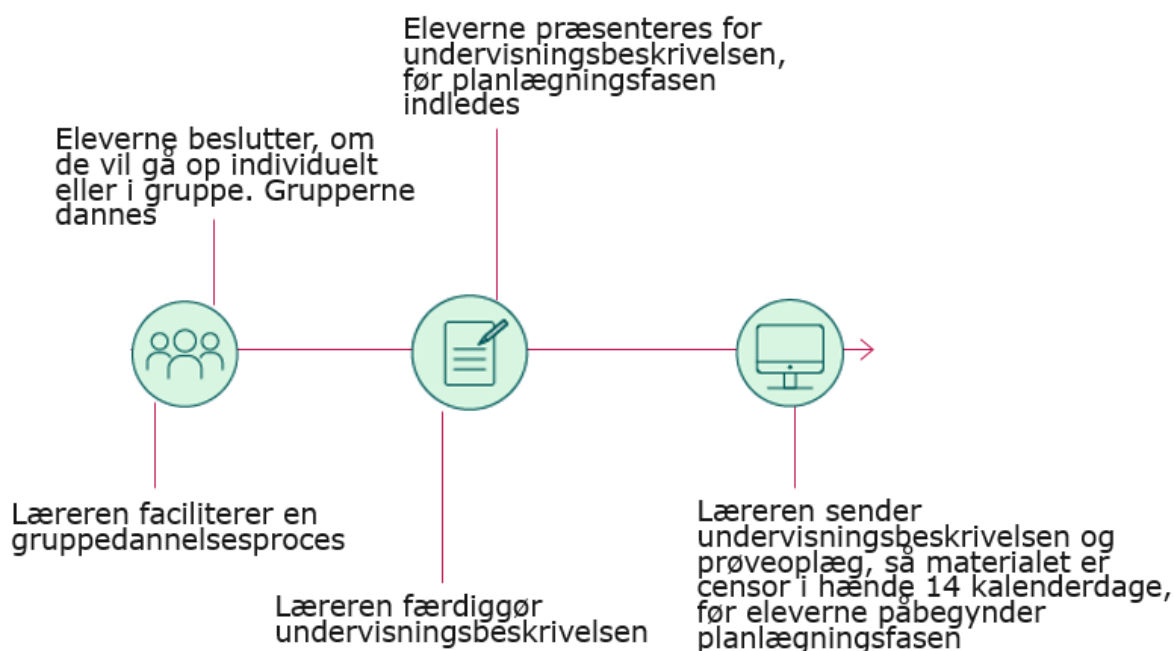 Eleverne præsenteres for
undervisningsbeskrivelsen,
før planlægningsfasen
indledes
Eleverne beslutter, om
de vil gå op individuelt
eller i gruppe. Grupperne
dannes
Læreren faciliterer en
gruppedannelsesproces
Læreren færdiggør
undervisningsbeskrivelsen
Læreren sender
undervisningsbeskrivelsen og
prøveoplæg, så materialet er
censor i hænde 14 kalenderdage,
før eleverne påbegynder
planlægningsfasen